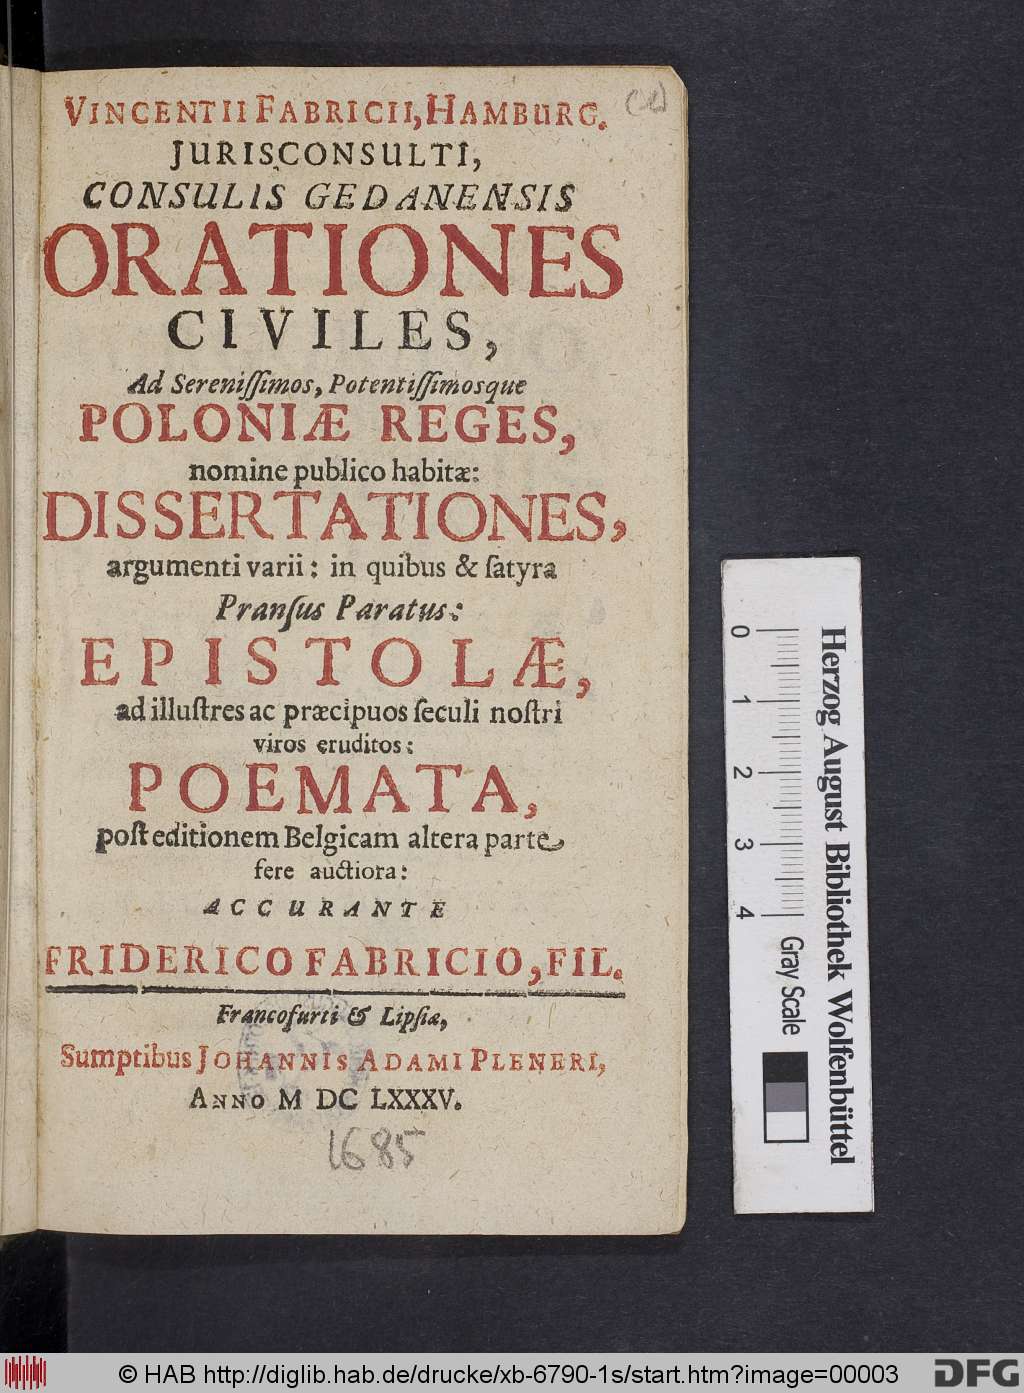 VINCENTII FABRICII, HAMBURG.
JURISCONSULTI,
CONSULIS GEDANENSIS
ORATIONES
CIVILES,
Ad Sereniſſimos, Potentiſſimosque
POLONIÆ REGES,
nomine publico habitæ:
DISSERTATIONES,
argumenti varii: in quibus & ſatyra
Pranſus Paratus:
EPISTOLÆ,
ad illuſtres ac præcipuos ſeculi noſtri
viros eruditos:
POEMATA,
poſt editionem Belgicam altera parte
fere auctiora:
ACCURANTE
FRIDERICO FABRICIO, FIL.
Francofurti & Lipſiæ,
Sumptibus JOHANNIS ADAMI PLENERI,
ANNO M DC LXXXV.
1685
Herzog August Bibliothek Wolfenbüttel
0 1 2 3 4 Gray Scale
© HAB http://diglib.hab.de/drucke/xb-6790-1s/start.htm?image=00003
DFG